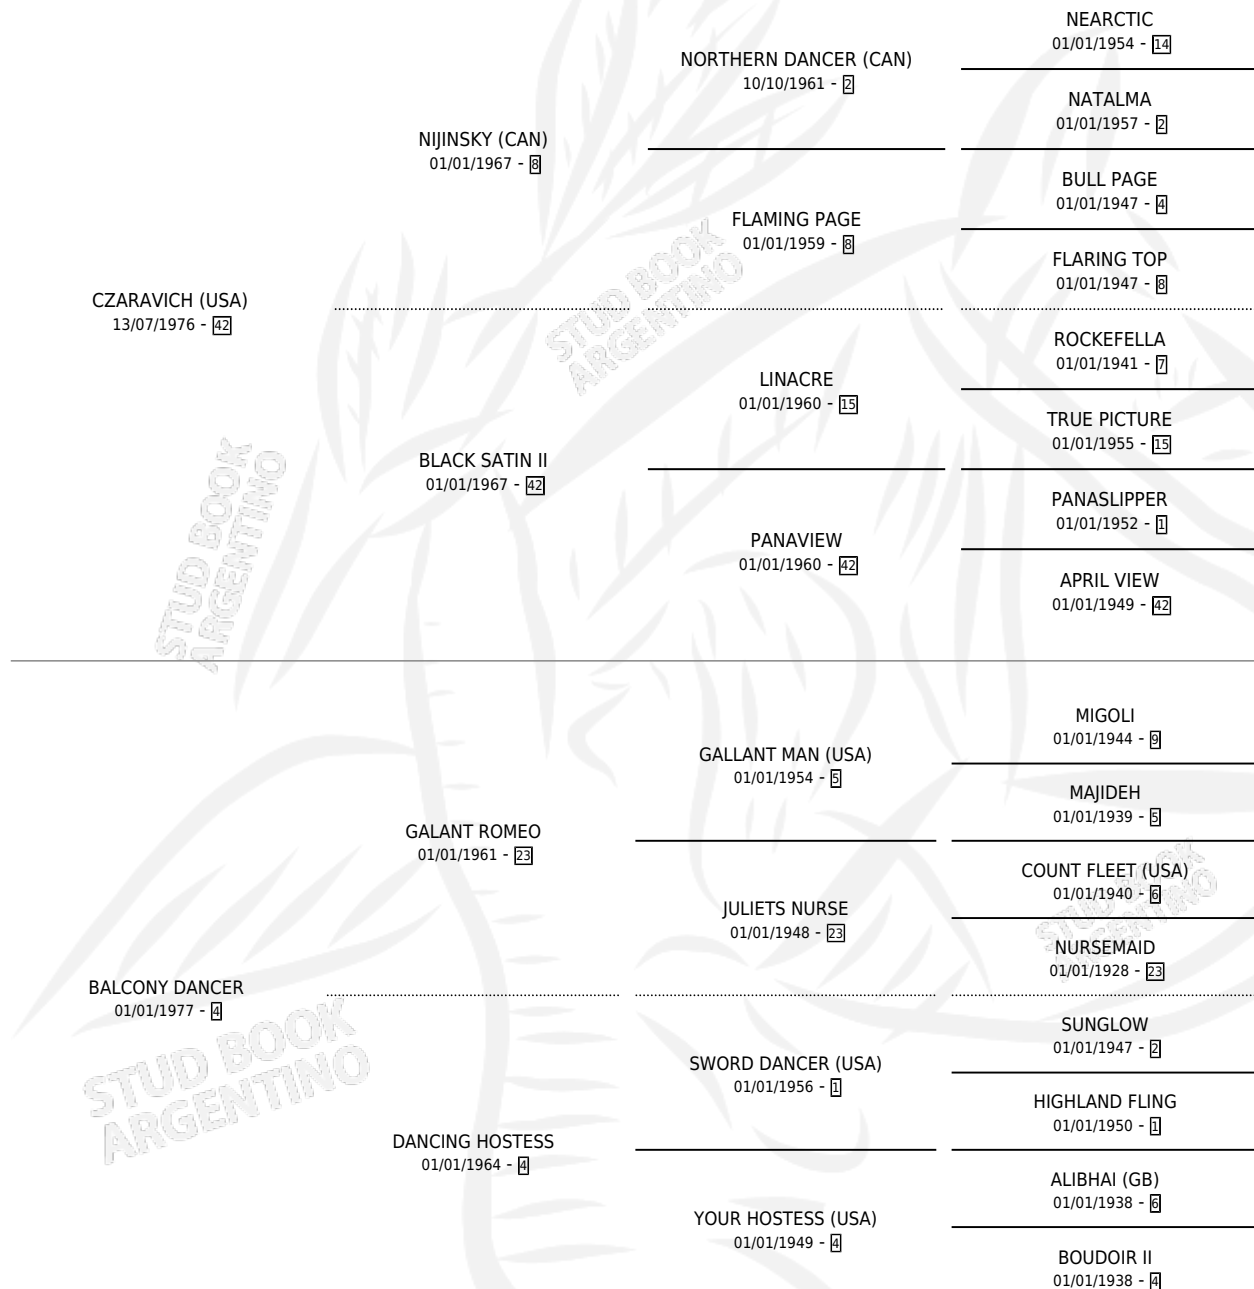 NEARCTIC
01/01/1954 - 14
NORTHERN DANCER (CAN)
10/10/1961 - 2
NATALMA
01/01/1957 - 2
NIJINSKY (CAN)
01/01/1967 - 8
BULL PAGE
01/01/1947 - 4
FLAMING PAGE
01/01/1959 - 8
FLARING TOP
01/01/1947 - 8
CZARAVICH (USA)
13/07/1976 - 42
ROCKEFELLA
01/01/1941 - 7
LINACRE
01/01/1960 - 15
TRUE PICTURE
01/01/1955 - 15
BLACK SATIN II
01/01/1967 - 42
PANASLIPPER
01/01/1952 - 1
PANAVIEW
01/01/1960 - 42
APRIL VIEW
01/01/1949 - 42
MIGOLI
01/01/1944 - 9
GALLANT MAN (USA)
01/01/1954 - 5
MAJIDEH
01/01/1939 - 5
GALANT ROMEO
01/01/1961 - 23
COUNT FLEET (USA)
01/01/1940 - 6
JULIETS NURSE
01/01/1948 - 23
NURSEMAID
01/01/1928 - 23
BALCONY DANCER
01/01/1977 - 4
SUNGLOW
01/01/1947 - 2
SWORD DANCER (USA)
01/01/1956 - 1
HIGHLAND FLING
01/01/1950 - 1
DANCING HOSTESS
01/01/1964 - 4
ALIBHAI (GB)
01/01/1938 - 6
YOUR HOSTESS (USA)
01/01/1949 - 4
BOUDOIR II
01/01/1938 - 4
STUD BOOK
ARGENTINO
STUD BOOK
ARGENTINO
STUD BOOK
ARGENTINO
STUD BOOK
ARGENTINO